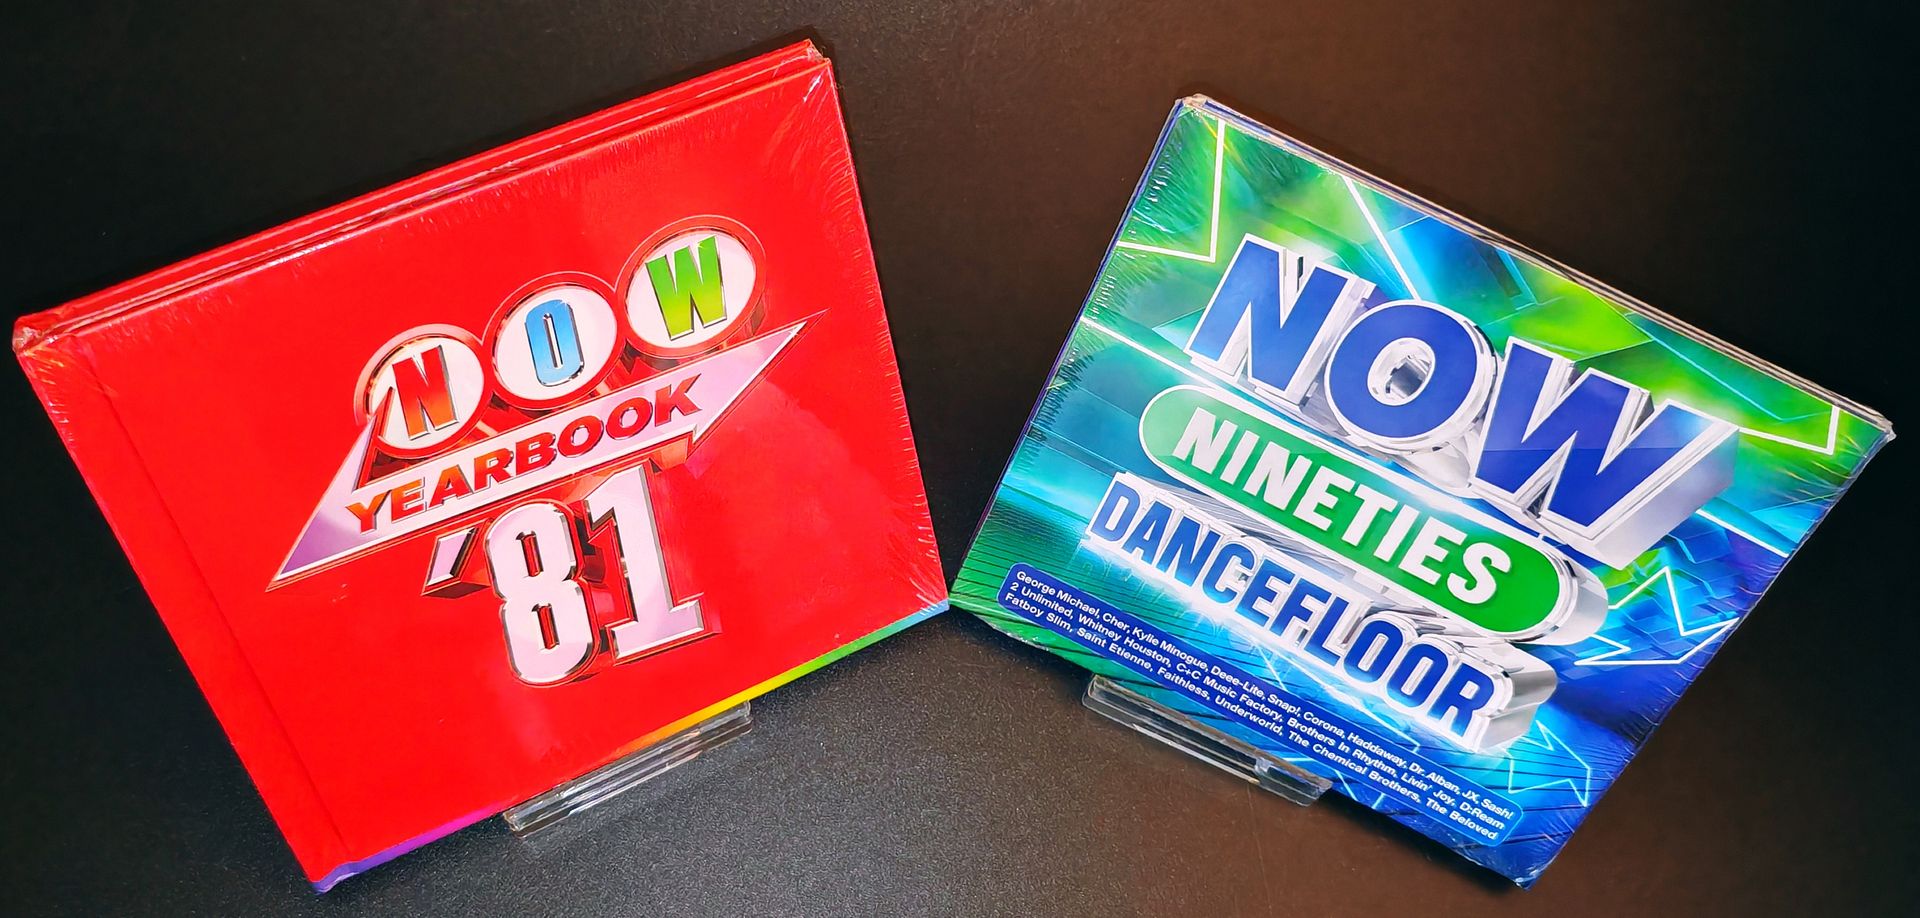 NOW
YEARBOOK
'81
NOW
NINETIES
DANCEFLOOR
George Michael, Cher, Kylie Minogue, Deee-Lite, Snap!, Corona, Haddaway, Dr. Alban, JX, Sash!
2 Unlimited, Whitney Houston, C+C Music Factory, Brothers In Rhythm, Livin' Joy, D:Ream
Fatboy Slim, Saint Etienne, Faithless, Underworld, The Chemical Brothers, The Beloved